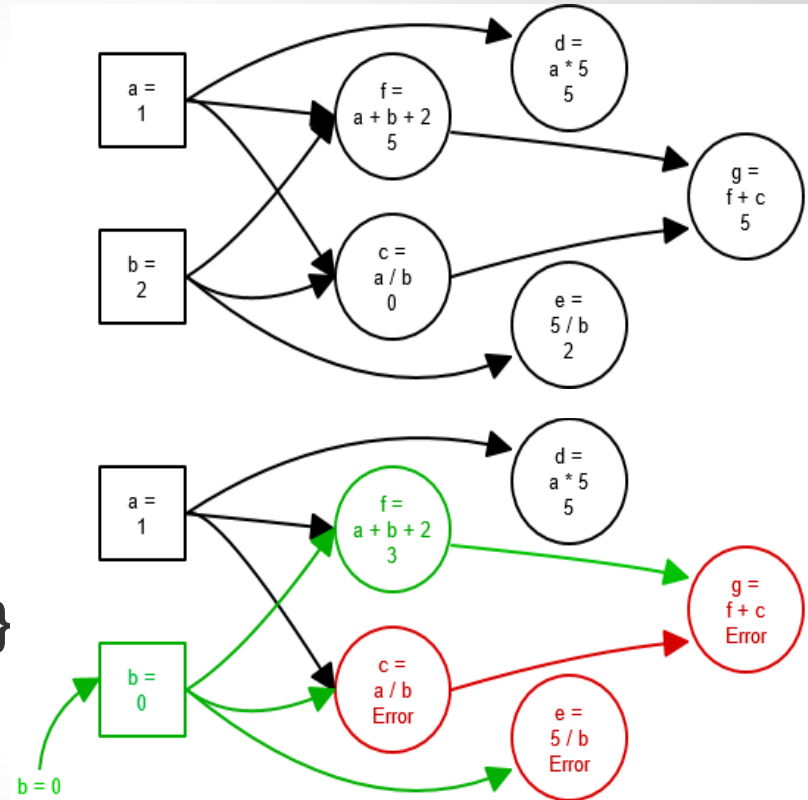 d =
a * 5
5
a =
1
f =
a + b + 2
5
g =
f + c
5
b =
2
c =
a / b
0
e =
5 / b
2
d =
a * 5
5
a =
1
f =
a + b + 2
3
g =
f + c
Error
}
b =
0
c =
a / b
Error
e =
5 / b
Error
b = 0